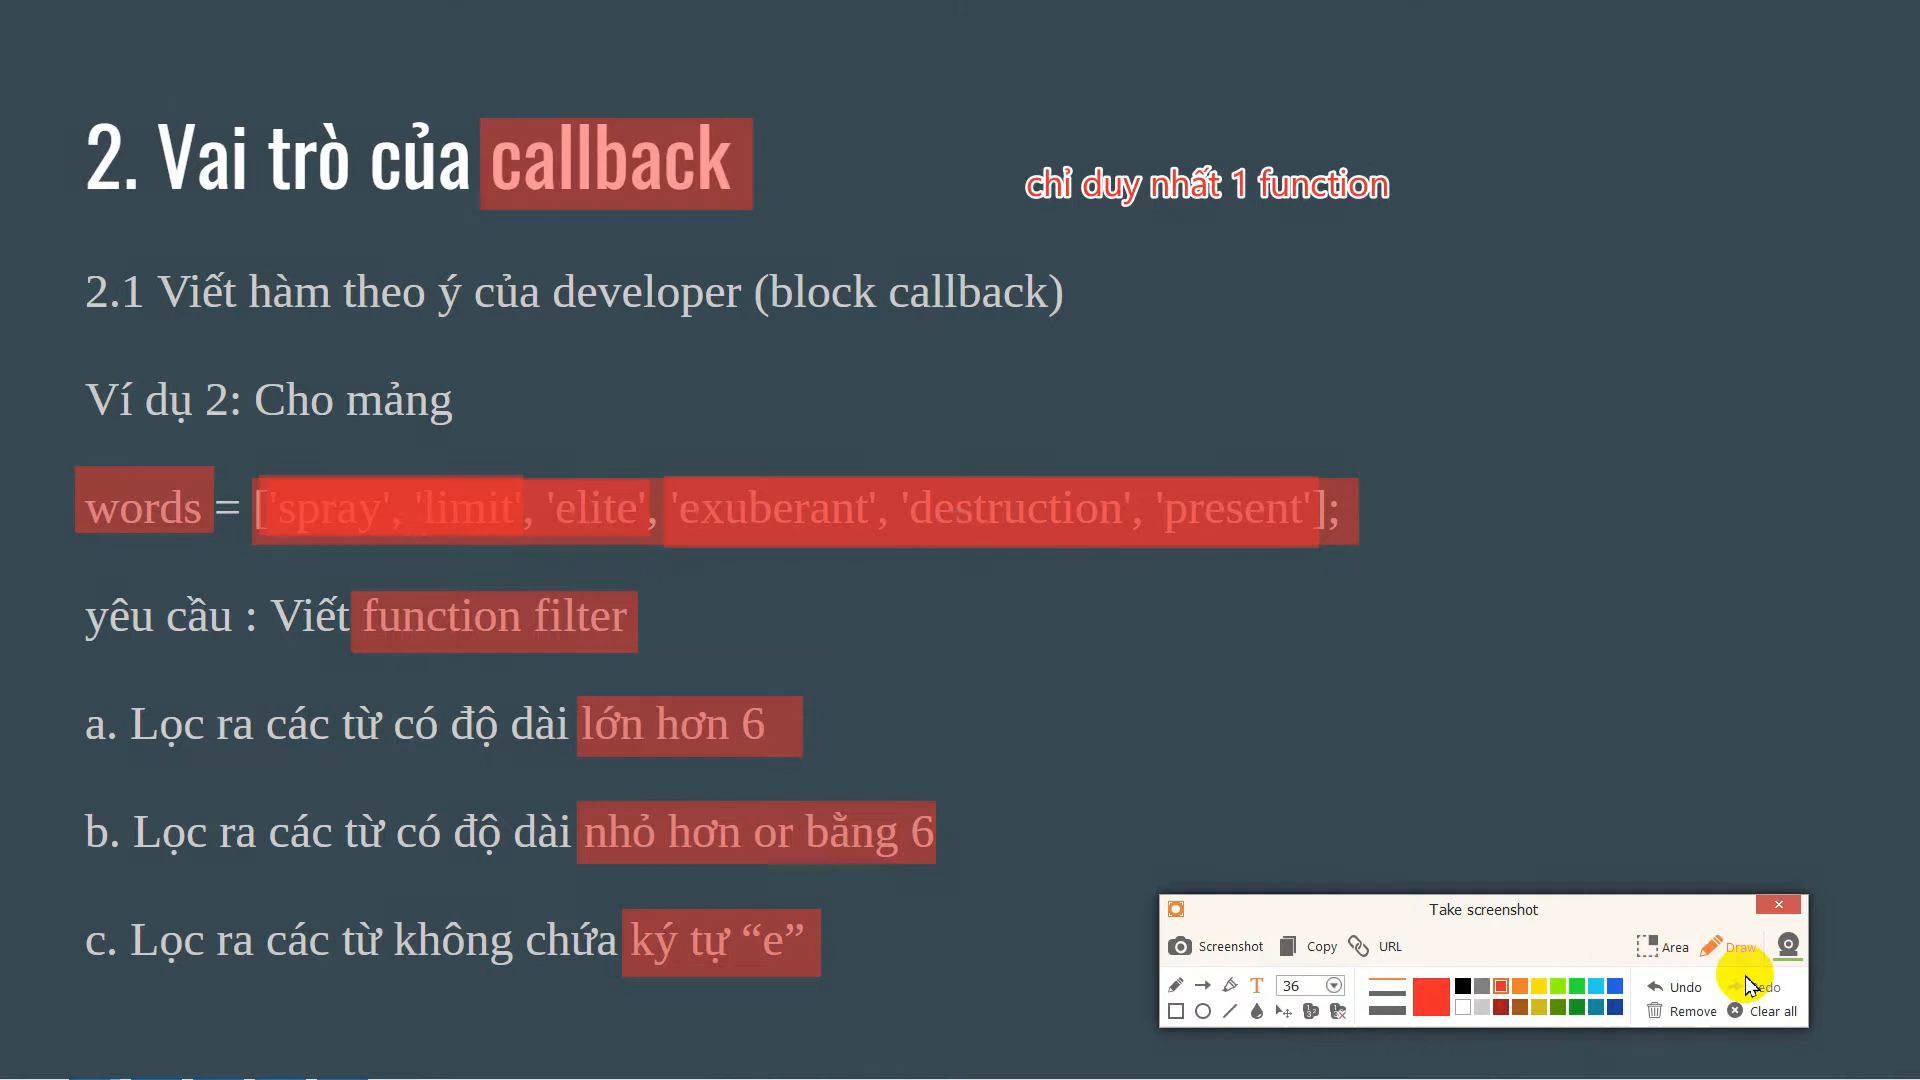 2. Vai trò của callback
chỉ duy nhất 1 function
2.1 Viết hàm theo ý của developer (block callback)
Ví dụ 2: Cho mảng
words = ['spray', 'limit', 'elite', 'exuberant', 'destruction', 'present'];
yêu cầu : Viết function filter
a. Lọc ra các từ có độ dài lớn hơn 6
b. Lọc ra các từ có độ dài nhỏ hơn or bằng 6
c. Lọc ra các từ không chứa ký tự “e”
Take screenshot
Screenshot Copy URL Area Draw
T 36 Undo
Remove Clear all